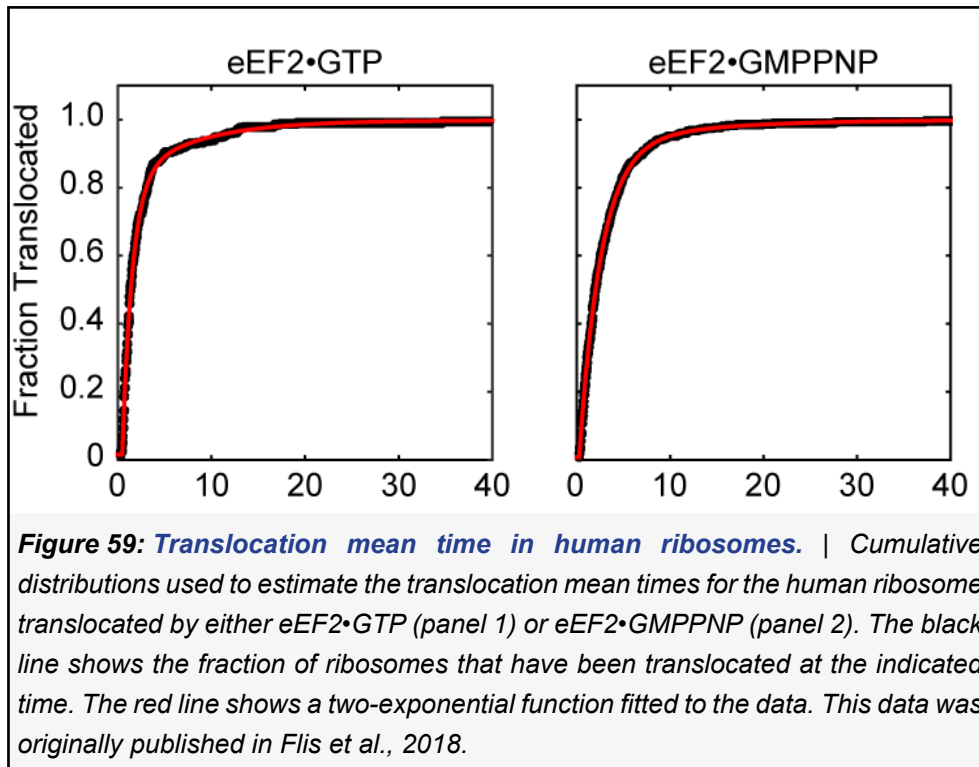 eEF2•GTP
eEF2•GMPPNP
Fraction Translocated
1.0
0.8
0.6
0.4
0.2
0
0 10 20 30 40
0 10 20 30 40
Figure 59: Translocation mean time in human ribosomes. | Cumulative
distributions used to estimate the translocation mean times for the human ribosome
translocated by either eEF2•GTP (panel 1) or eEF2•GMPPNP (panel 2). The black
line shows the fraction of ribosomes that have been translocated at the indicated
time. The red line shows a two-exponential function fitted to the data. This data was
originally published in Flis et al., 2018.